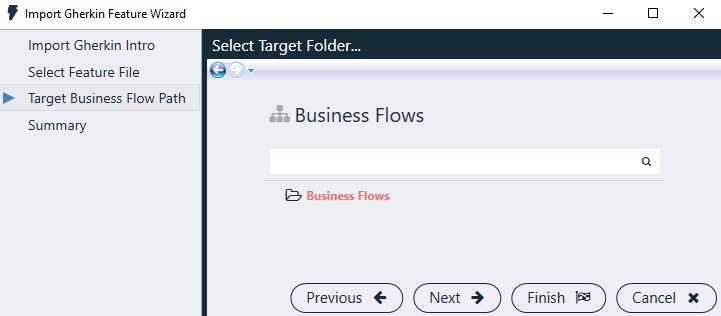 Import Gherkin Feature Wizard
Import Gherkin Intro
Select Feature File
Target Business Flow Path
Summary
Select Target Folder...
Business Flows
Business Flows
Previous
Next
Finish
Cancel